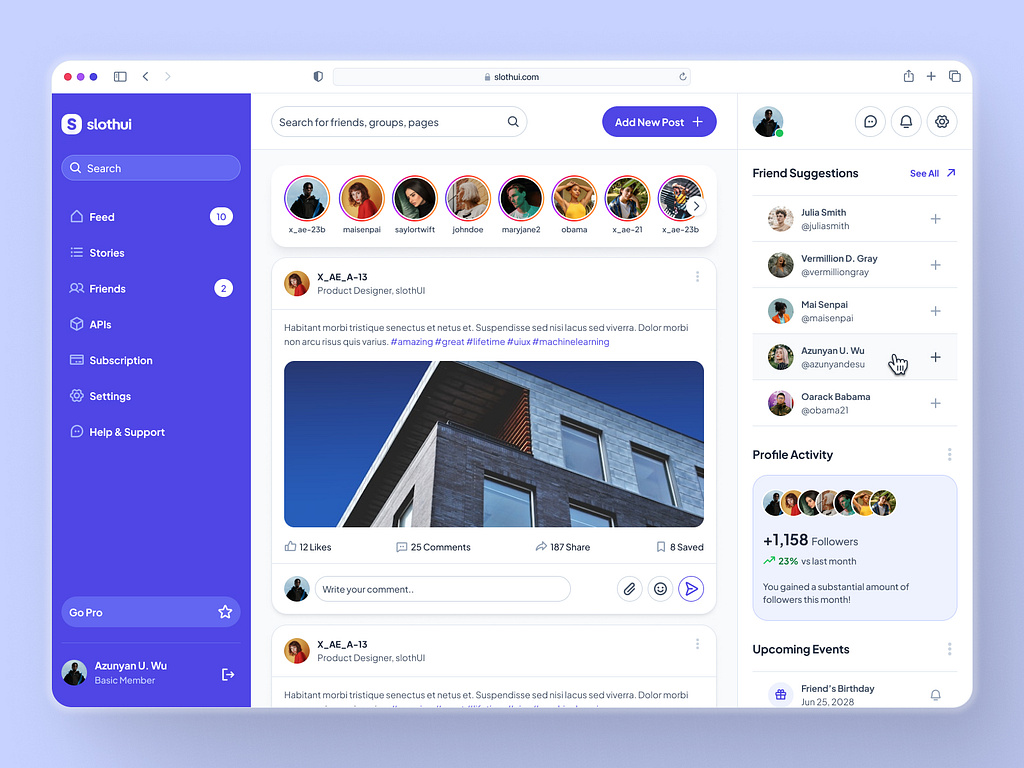 slothui.com
slothui
Search
Feed
10
Stories
Friends
2
APIs
Subscription
Settings
Help & Support
Go Pro
Azunyan U. Wu
Basic Member
Search for friends, groups, pages
Add New Post
x_ae-23b
maisenpai
saylortwift
johndoe
maryjane2
obama
x_ae-21
x_ae-23b
X_AE_A-13
Product Designer, slothUI
Habitant morbi tristique senectus et netus et. Suspendisse sed nisi lacus sed viverra. Dolor morbi
non arcu risus quis varius. #amazing #great #lifetime #uiux #machinelearning
12 Likes
25 Comments
187 Share
8 Saved
Write your comment..
X_AE_A-13
Product Designer, slothUI
Habitant morbi tristique senectus et netus et. Suspendisse sed nisi lacus sed viverra. Dolor morbi
Friend Suggestions
See All
Julia Smith
@juliasmith
Vermillion D. Gray
@vermilliongray
Mai Senpai
@maisenpai
Azunyan U. Wu
@azunyandesu
Oarack Babama
@obama21
Profile Activity
+1,158 Followers
23% vs last month
You gained a substantial amount of
followers this month!
Upcoming Events
Friend's Birthday
Jun 25, 2028